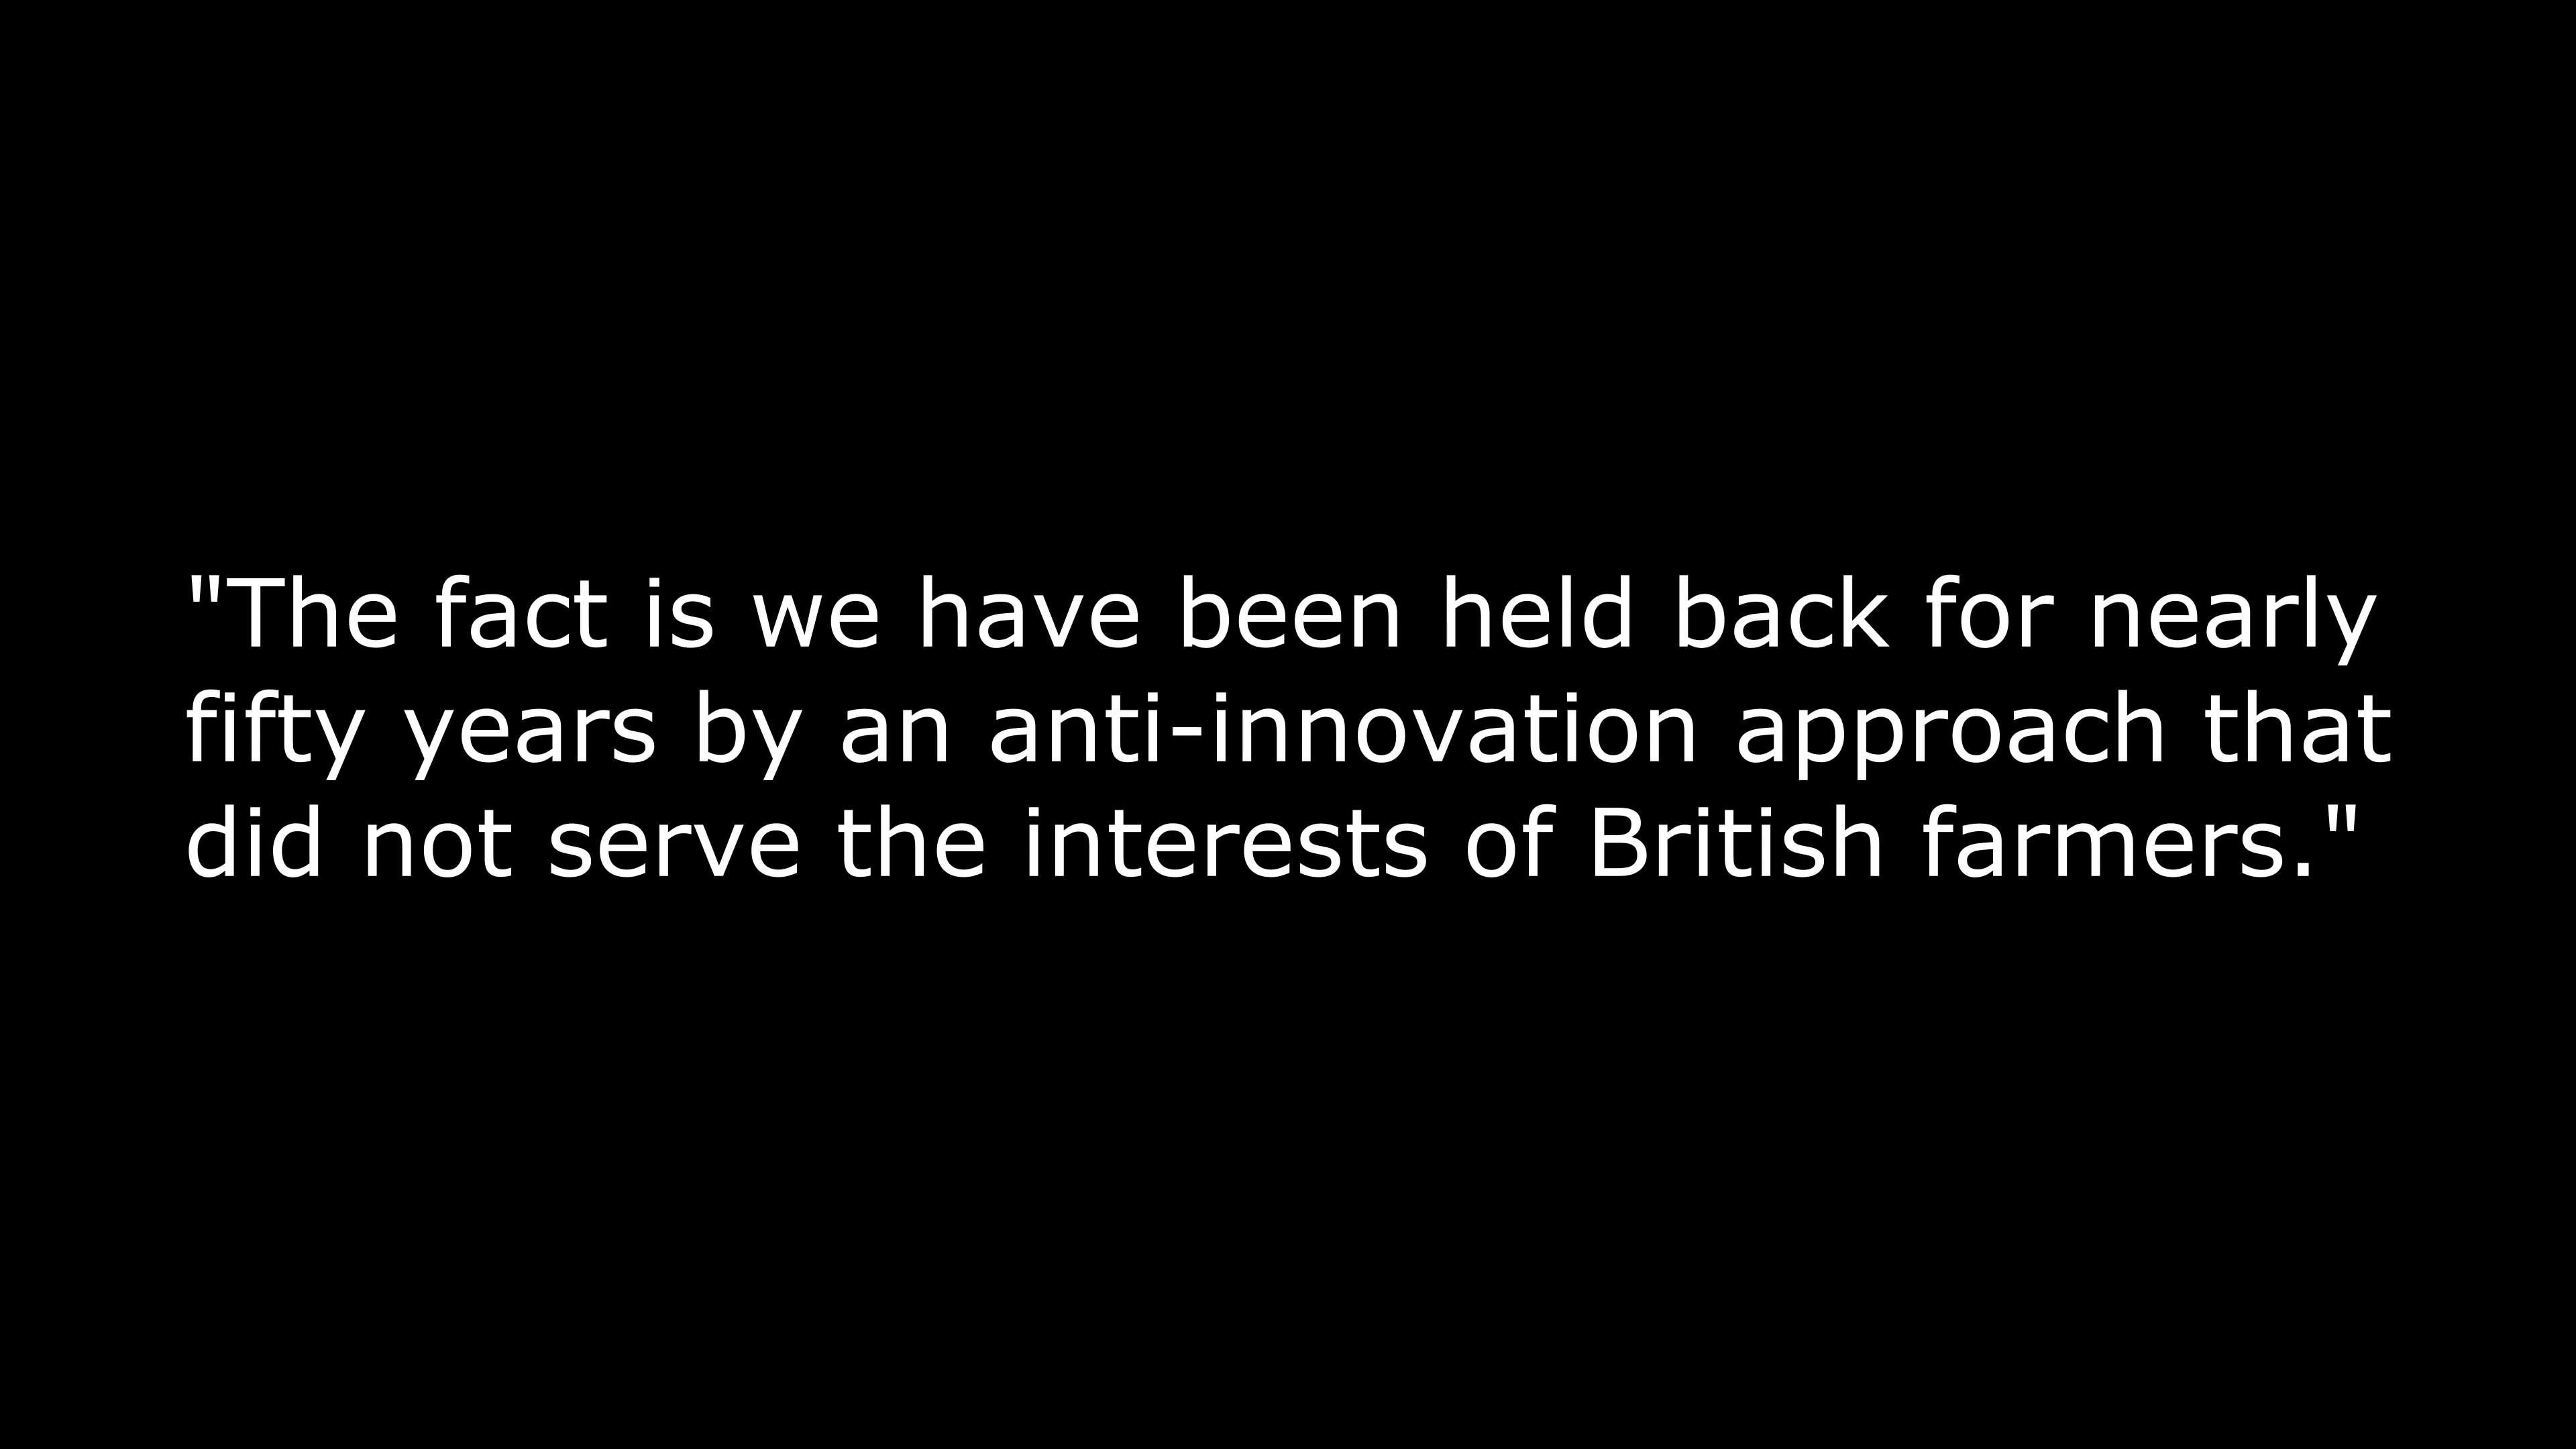 "The fact is we have been held back for nearly
fifty years by an anti-innovation approach that
did not serve the interests of British farmers."